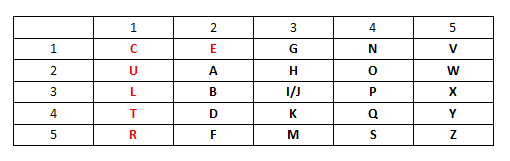 1 2 3 4 5
1 C E G N V
2 U A H O W
3 L B I/J P X
4 T D K Q Y
5 R F M S Z